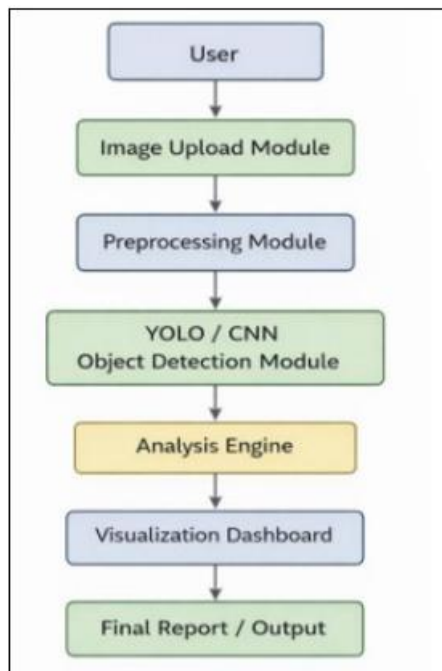 User
Image Upload Module
Preprocessing Module
YOLO / CNN
Object Detection Module
Analysis Engine
Visualization Dashboard
Final Report / Output